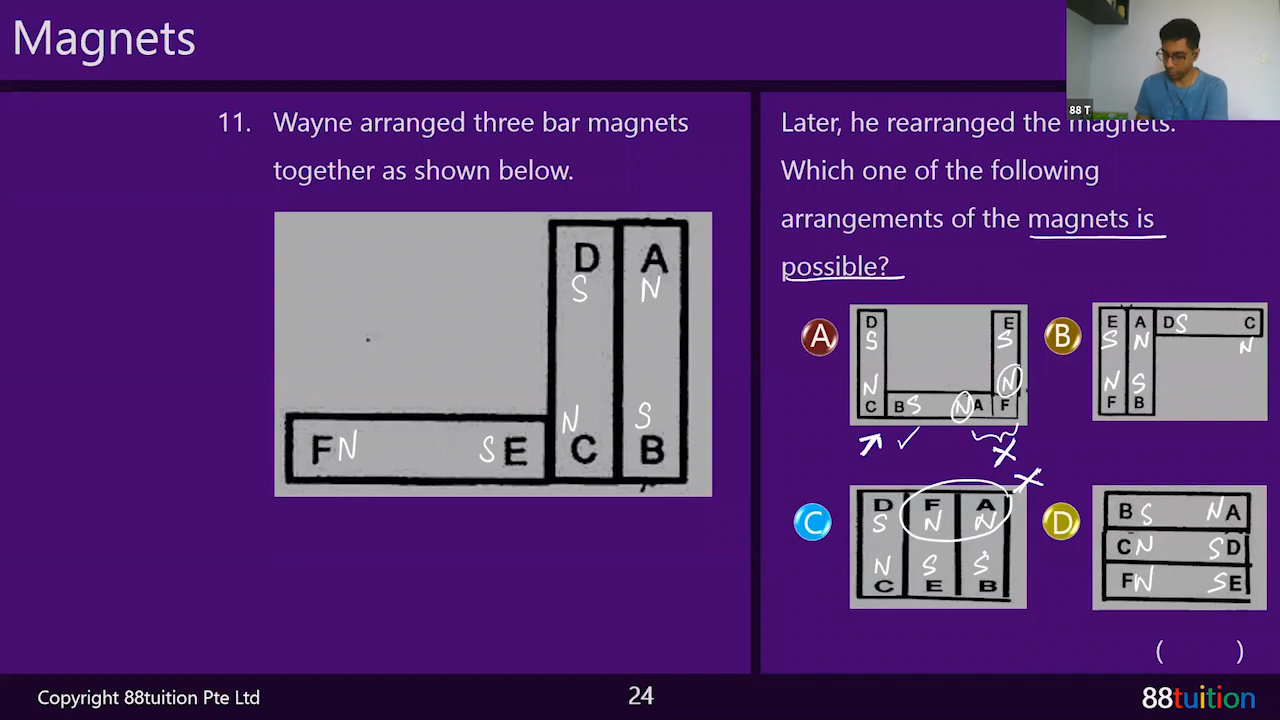 Magnets
88 T
11. Wayne arranged three bar magnets
together as shown below.
D A
S N
N S
F N S E C B
Later, he rearranged the magnets.
Which one of the following
arrangements of the magnets is
possible?
A
D E
S S
N N
C B S N A F
B
E A D S C
S N N
N S
F B
C
D F A
S N N
N S S
C E B
D
B S N A
C N S D
F N S E
( )
Copyright 88tuition Pte Ltd
24
88tuition